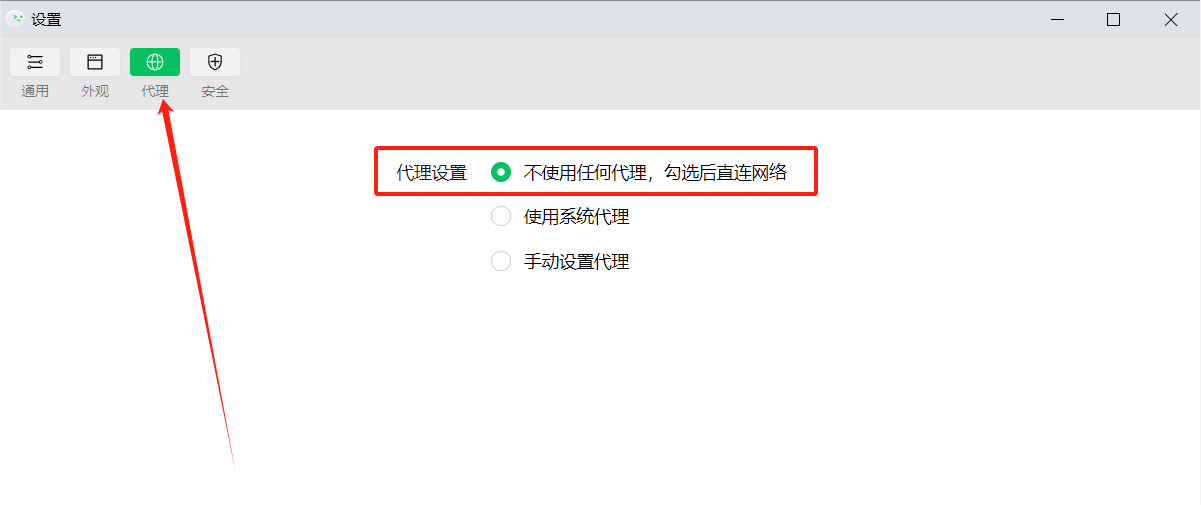 设置
通用 外观 代理 安全
代理设置 不使用任何代理，勾选后直连网络
使用系统代理
手动设置代理